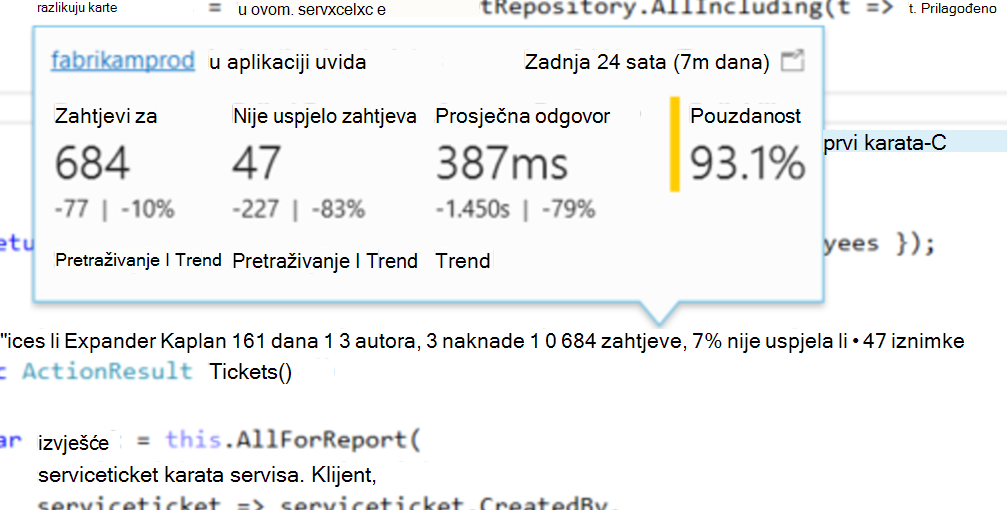 razlikuju karte = u ovom. servxcelxc e tRepository.AllIncluding(t => t. Prilagođeno
fabrikamprod u aplikaciji uvida Zadnja 24 sata (7m dana)
Zahtjevi za Nije uspjelo zahtjeva Prosječna odgovor Pouzdanost
prvi karata-C
684 47 387ms 93.1%
-77 | -10% -227 | -83% -1.450s | -79%
etu yees });
Pretraživanje I Trend Pretraživanje I Trend Trend
"ices li Expander Kaplan 161 dana 1 3 autora, 3 naknade 1 0 684 zahtjeve, 7% nije uspjela li • 47 iznimke
c ActionResult Tickets()
ar izvješće = this.AllForReport(
serviceticket karata servisa. Klijent,
serviceticket => serviceticket.CreatedBy,